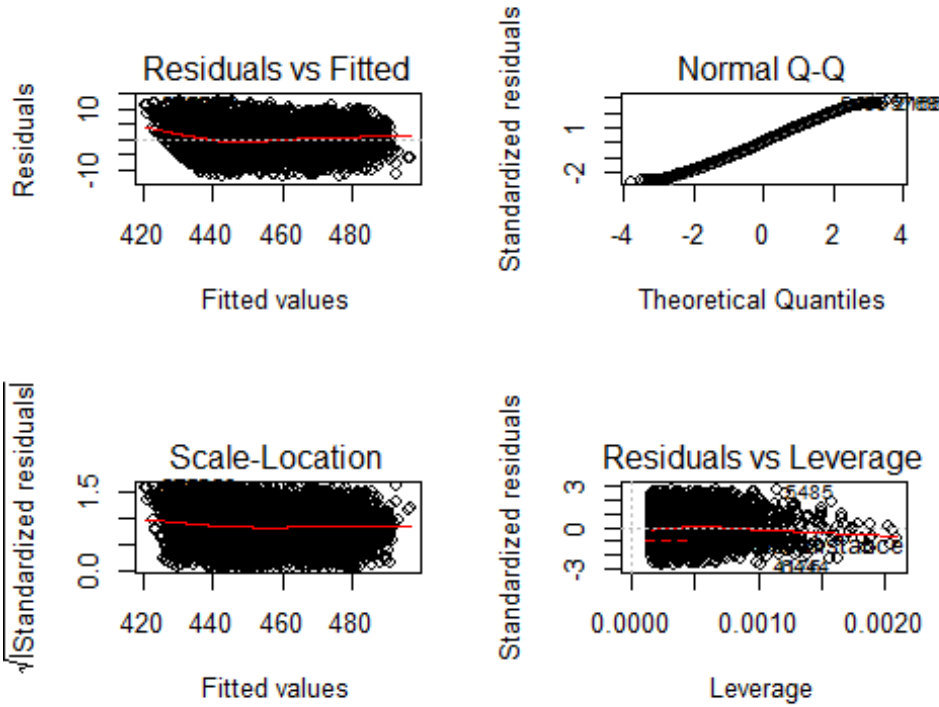 Residuals vs Fitted
Residuals
10
-10
420 440 460 480
Fitted values
Normal Q-Q
Standardized residuals
1
-2
-4 -2 0 2 4
Theoretical Quantiles
Scale-Location
√|Standardized residuals|
1.5
0.0
420 440 460 480
Fitted values
Residuals vs Leverage
Standardized residuals
3
0
-3
5485
0.0000 0.0010 0.0020
Leverage